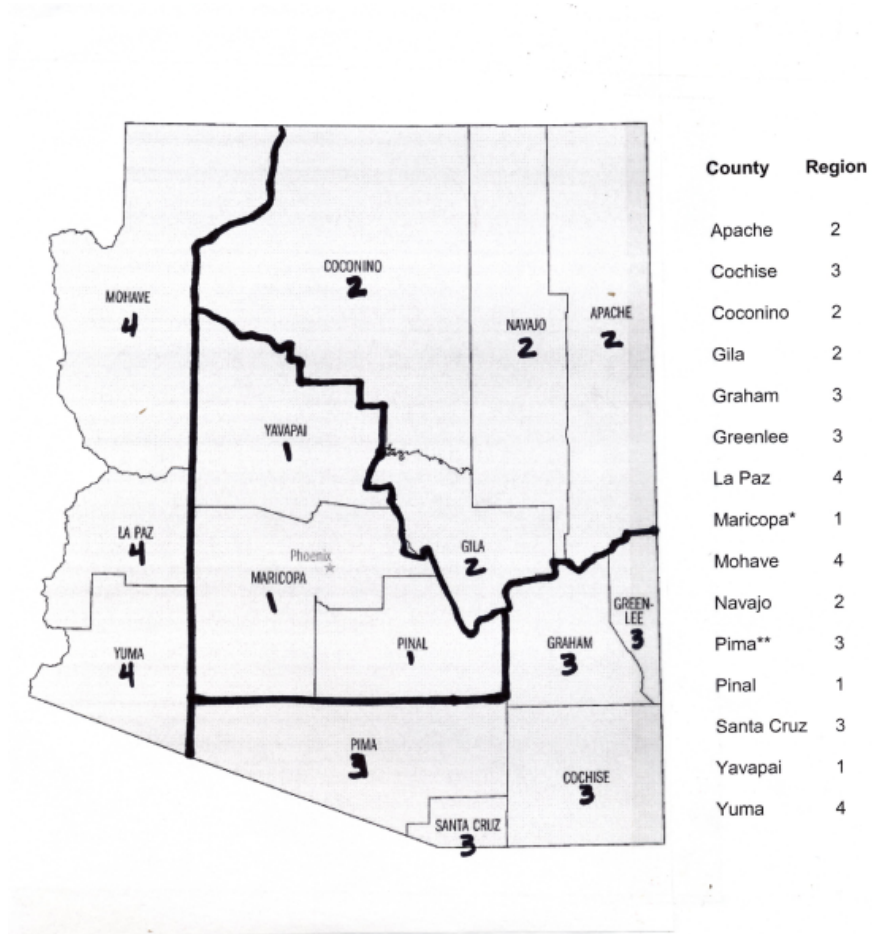 COCONINO
2
MOHAVE
4
NAVAJO
2
APACHE
2
YAVAPAI
1
LA PAZ
4
Phoenix
MARICOPA
1
GILA
2
GREEN-
LEE
3
YUMA
4
PINAL
1
GRAHAM
3
PIMA
3
COCHISE
3
SANTA CRUZ
3
County Region
Apache 2
Cochise 3
Coconino 2
Gila 2
Graham 3
Greenlee 3
La Paz 4
Maricopa* 1
Mohave 4
Navajo 2
Pima** 3
Pinal 1
Santa Cruz 3
Yavapai 1
Yuma 4